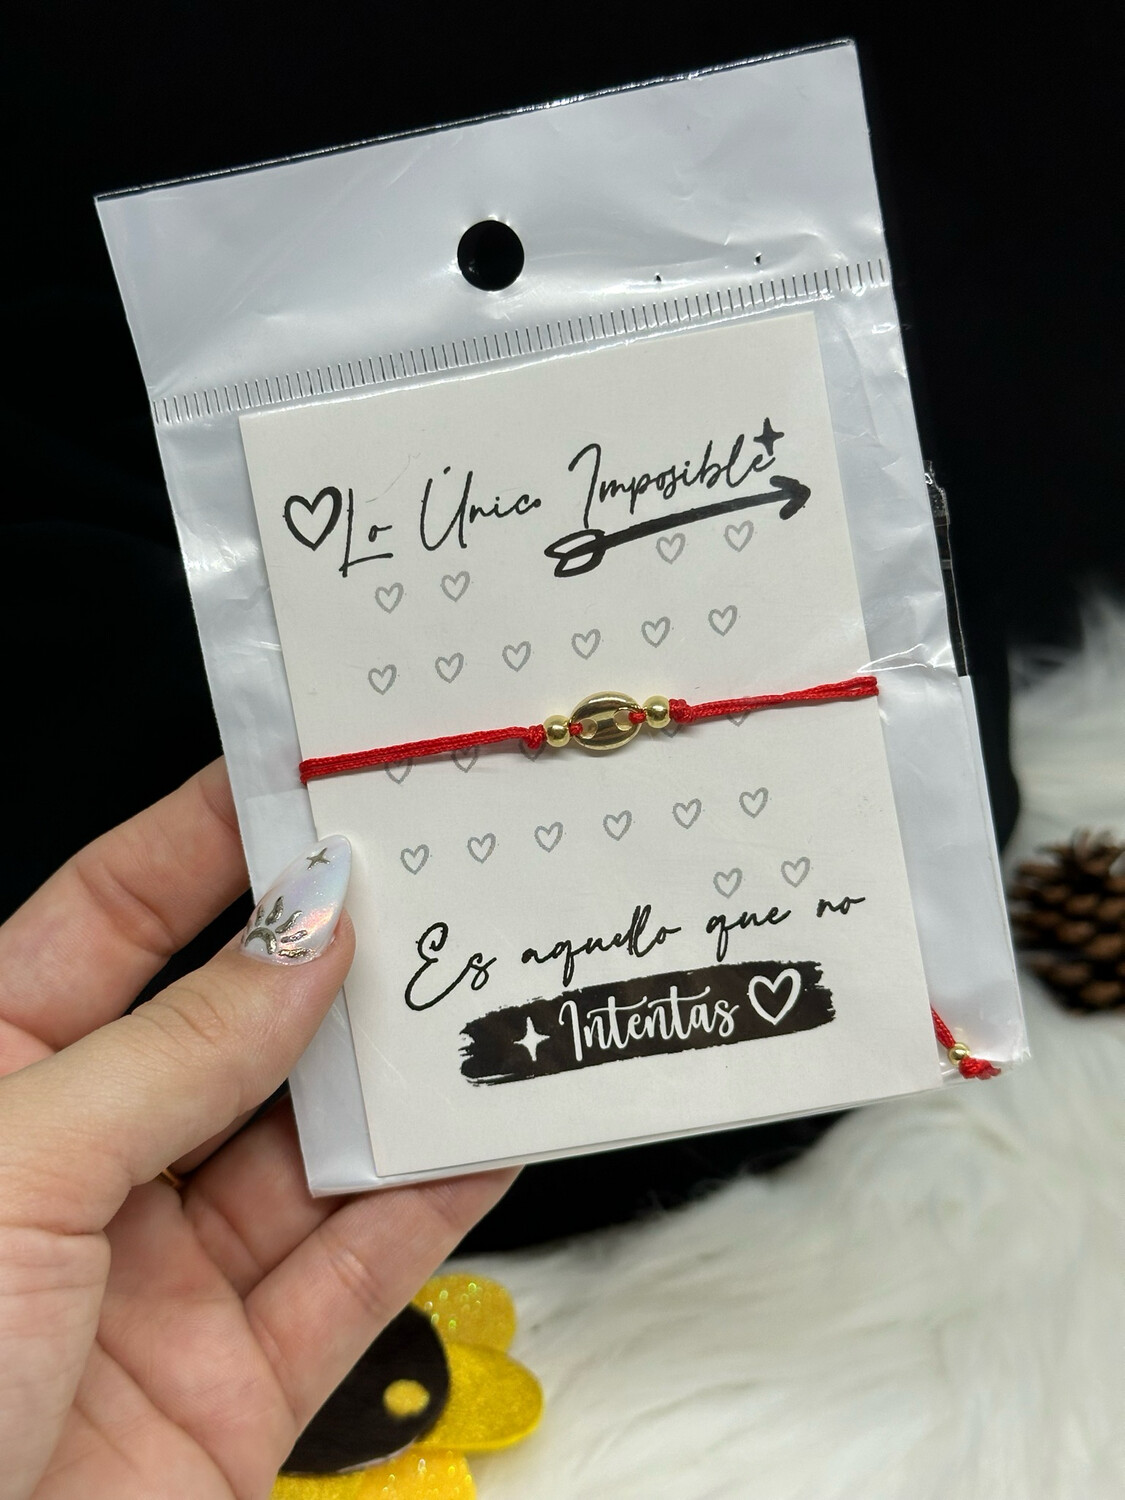 Lo Único Imposible
Es aquello que no
Intentas